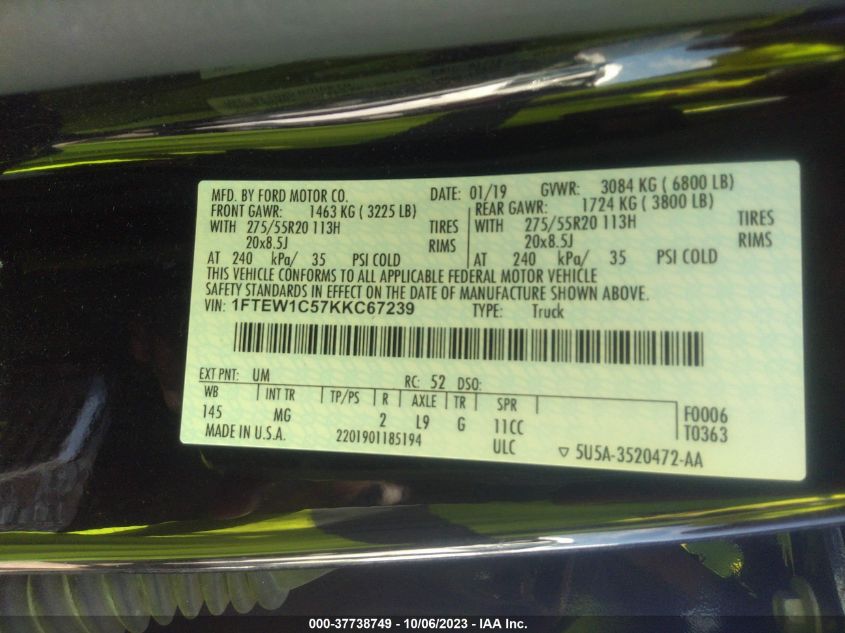 MFD. BY FORD MOTOR CO. DATE: 01/19 GVWR: 3084 KG ( 6800 LB)
FRONT GAWR: 1463 KG ( 3225 LB) REAR GAWR: 1724 KG ( 3800 LB)
WITH 275/55R20 113H TIRES WITH 275/55R20 113H TIRES
20x8.5J RIMS 20x8.5J RIMS
AT 240 kPa/ 35 PSI COLD AT 240 kPa/ 35 PSI COLD
THIS VEHICLE CONFORMS TO ALL APPLICABLE FEDERAL MOTOR VEHICLE
SAFETY STANDARDS IN EFFECT ON THE DATE OF MANUFACTURE SHOWN ABOVE.
VIN: 1FTEW1C57KKC67239 TYPE: Truck
EXT PNT: UM RC: 52 DSO:
WB INT TR TP/PS R AXLE TR SPR F0006
145 MG 2 L9 G 11CC T0363
MADE IN U.S.A. 2201901185194 ULC ▽ 5U5A-3520472-AA
000-37738749 - 10/06/2023 - IAA Inc.